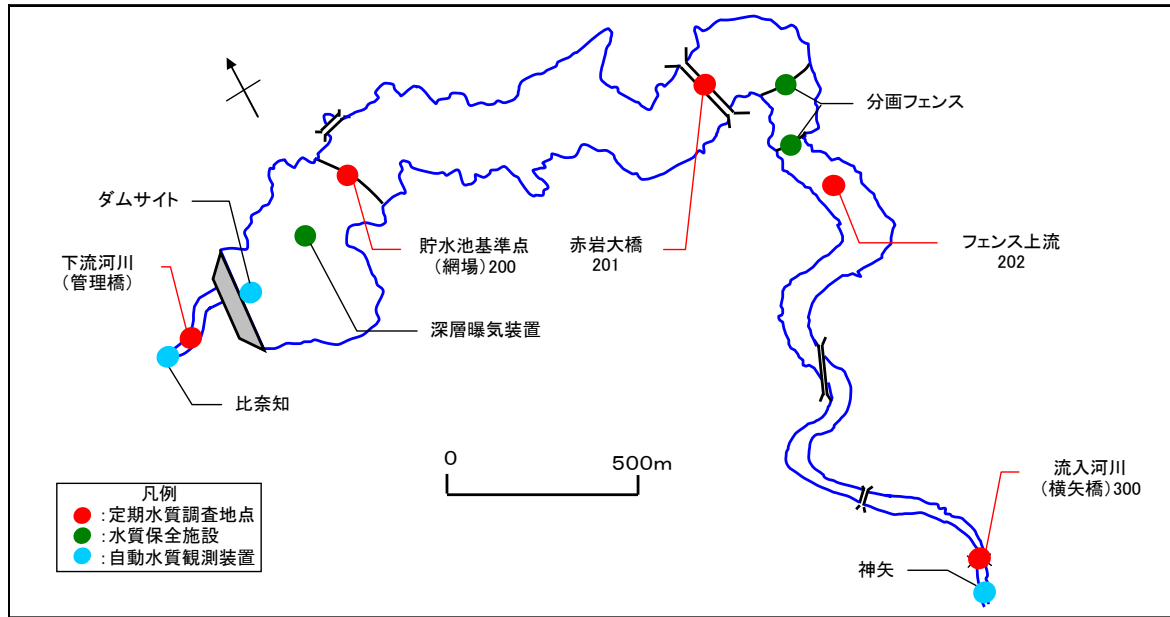 分画フェンス
ダムサイト
下流河川
(管理橋)
貯水池基準点
(網場)200
赤岩大橋
201
フェンス上流
202
深層曝気装置
比奈知
0
500m
流入河川
(横矢橋)300
神矢
凡例
:定期水質調査地点
:水質保全施設
:自動水質観測装置